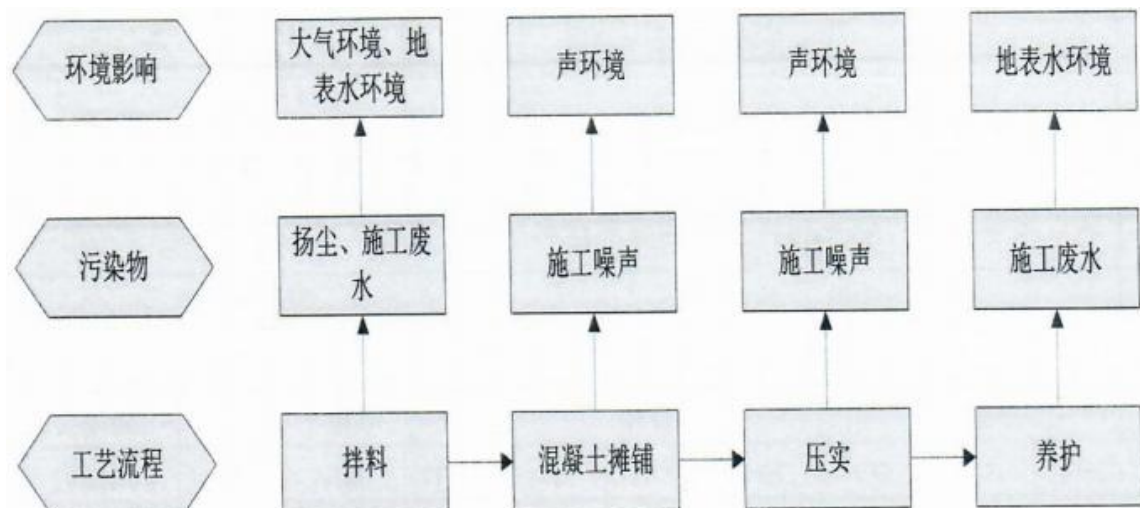 环境影响
大气环境、地
表水环境
声环境
声环境
地表水环境
污染物
扬尘、施工废
水
施工噪声
施工噪声
施工废水
工艺流程
拌料
混凝土摊铺
压实
养护